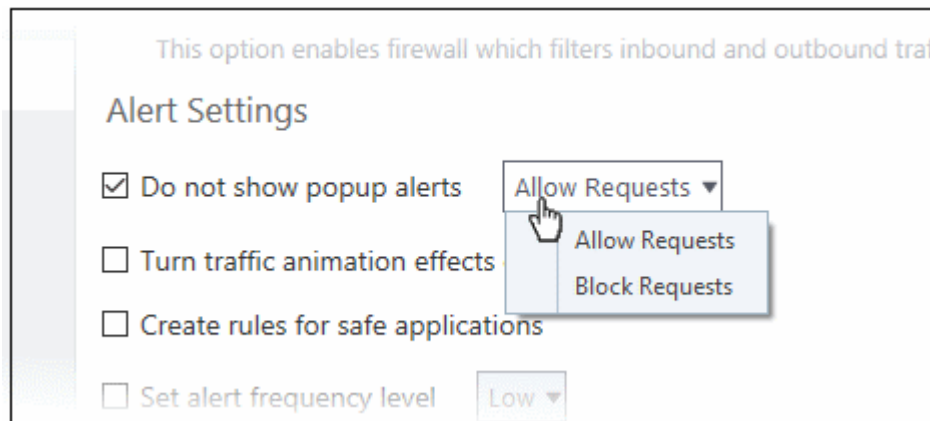 This option enables firewall which filters inbound and outbound
Alert Settings
Do not show popup alerts Allow Requests
Allow Requests
Turn traffic animation effects
Block Requests
Create rules for safe applications
Set alert frequency level Low